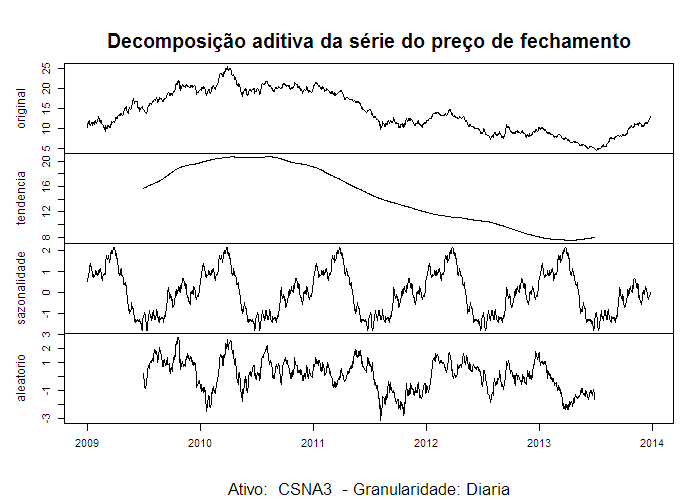 Decomposição aditiva da série do preço de fechamento
original
5 10 15 20 25
tendencia
8 12 16 20
sazonalidade
-1 0 1 2
aleatorio
-3 -1 1 3
2009 2010 2011 2012 2013 2014
Ativo: CSNA3 - Granularidade: Diaria